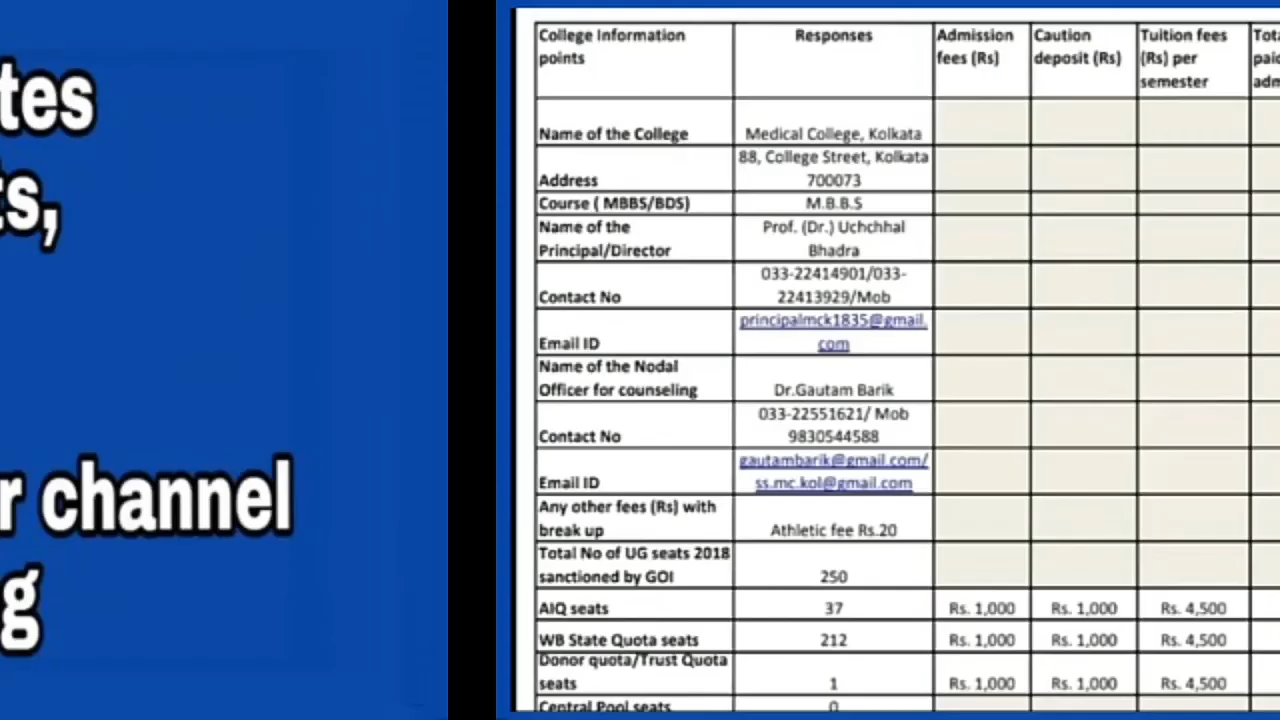 tes
ts,
r channel
g
College Information points | Responses | Admission fees (Rs) | Caution deposit (Rs) | Tuition fees (Rs) per semester
Name of the College | Medical College, Kolkata
Address | 88, College Street, Kolkata 700073
Course ( MBBS/BDS) | M.B.B.S
Name of the Principal/Director | Prof. (Dr.) Uchchhal Bhadra
Contact No | 033-22414901/033-22413929/Mob
Email ID | principalmck1835@gmail.com
Name of the Nodal Officer for counseling | Dr.Gautam Barik
Contact No | 033-22551621/ Mob 9830544588
Email ID | gautambarik@gmail.com/ ss.mc.kol@gmail.com
Any other fees (Rs) with break up | Athletic fee Rs.20
Total No of UG seats 2018 sanctioned by GOI | 250
AIQ seats | 37 | Rs. 1,000 | Rs. 1,000 | Rs. 4,500
WB State Quota seats | 212 | Rs. 1,000 | Rs. 1,000 | Rs. 4,500
Donor quota/Trust Quota seats | 1 | Rs. 1,000 | Rs. 1,000 | Rs. 4,500
Central Pool seats | 0